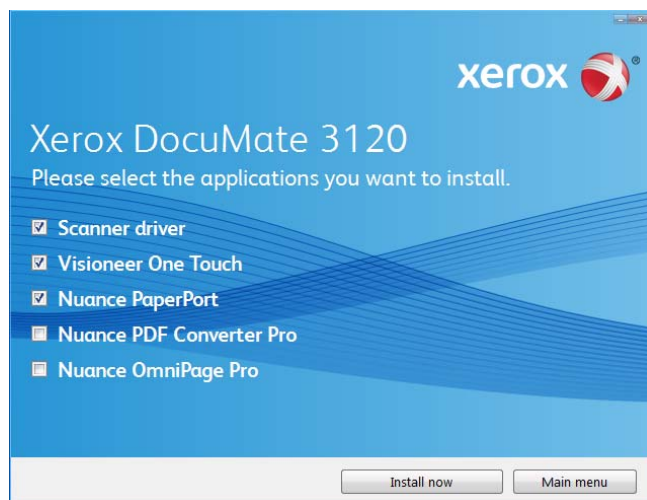 xerox ®
Xerox DocuMate 3120
Please select the applications you want to install.
Scanner driver
Visioneer One Touch
Nuance PaperPort
Nuance PDF Converter Pro
Nuance OmniPage Pro
Install now
Main menu